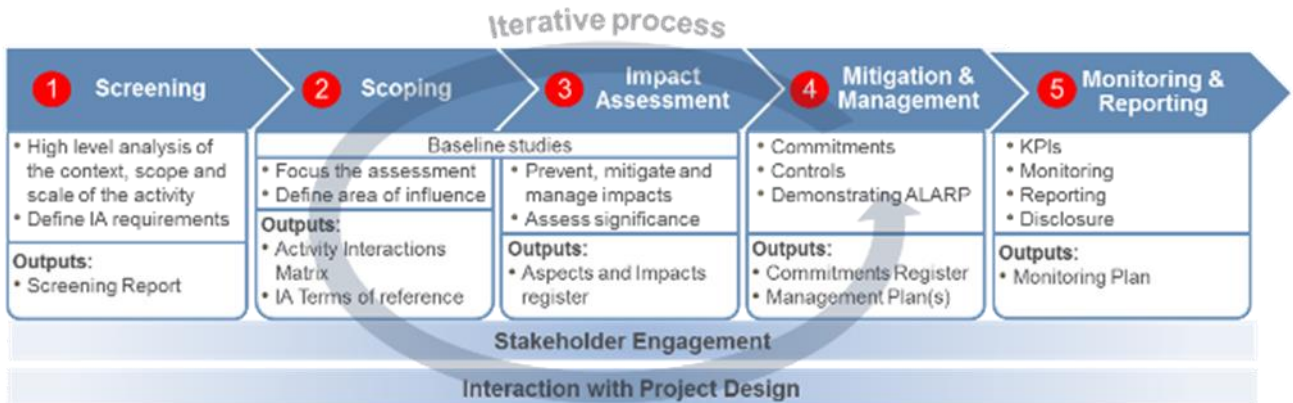 Iterative process
1 Screening
• High level analysis of
the context, scope and
scale of the activity
• Define IA requirements
Outputs:
• Screening Report
2 Scoping
Baseline studies
• Focus the assessment
• Define area of influence
Outputs:
• Activity Interactions
Matrix
• IA Terms of reference
3 Impact
Assessment
• Prevent, mitigate and
manage impacts
• Assess significance
Outputs:
• Aspects and Impacts
register
4 Mitigation &
Management
• Commitments
• Controls
• Demonstrating ALARP
Outputs:
• Commitments Register
• Management Plan(s)
5 Monitoring &
Reporting
• KPIs
• Monitoring
• Reporting
• Disclosure
Outputs:
• Monitoring Plan
Stakeholder Engagement
Interaction with Project Design